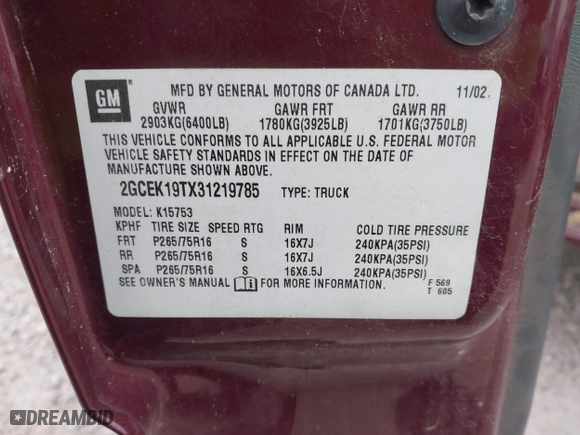 GM
MFD BY GENERAL MOTORS OF CANADA LTD. 11/02
GVWR GAWR FRT GAWR RR
2903KG(6400LB) 1780KG(3925LB) 1701KG(3750LB)
THIS VEHICLE CONFORMS TO ALL APPLICABLE U.S. FEDERAL MOTOR
VEHICLE SAFETY STANDARDS IN EFFECT ON THE DATE OF
MANUFACTURE SHOWN ABOVE.
2GCEK19TX31219785 TYPE: TRUCK
MODEL: K15753
KPHF TIRE SIZE SPEED RTG RIM COLD TIRE PRESSURE
FRT P265/75R16 S 16X7J 240KPA(35PSI)
RR P265/75R16 S 16X7J 240KPA(35PSI)
SPA P265/75R16 S 16X6.5J 240KPA(35PSI)
SEE OWNER'S MANUAL FOR MORE INFORMATION. F 569
T 605
DREAMBID